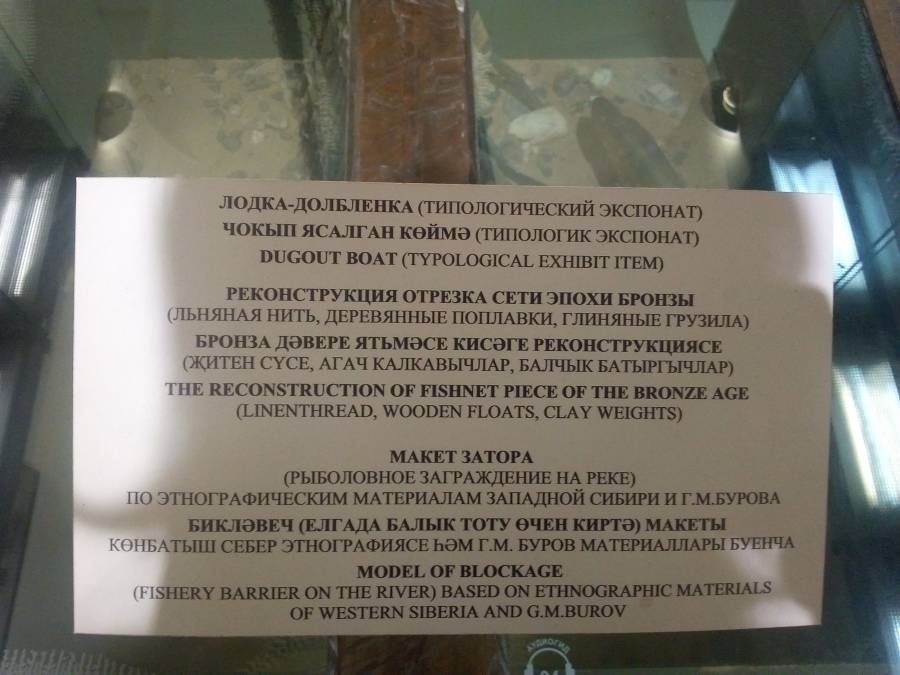 ЛОДКА-ДОЛБЛЕНКА (ТИПОЛОГИЧЕСКИЙ ЭКСПОНАТ)
ЧОКЫП ЯСАЛГАН КӨЙМӘ (ТИПОЛОГИК ЭКСПОНАТ)
DUGOUT BOAT (TYPOLOGICAL EXHIBIT ITEM)
РЕКОНСТРУКЦИЯ ОТРЕЗКА СЕТИ ЭПОХИ БРОНЗЫ
(ЛЬНЯНАЯ НИТЬ, ДЕРЕВЯННЫЕ ПОПЛАВКИ, ГЛИНЯНЫЕ ГРУЗИЛА)
БРОНЗА ДӘВЕРЕ ЯТЬМӘСЕ КИСӘГЕ РЕКОНСТРУКЦИЯСЕ
(ҖИТЕН СҮСЕ, АГАЧ КАЛКАВЫЧЛАР, БАЛЧЫК БАТЫРГЫЧЛАР)
THE RECONSTRUCTION OF FISHNET PIECE OF THE BRONZE AGE
(LINENTHREAD, WOODEN FLOATS, CLAY WEIGHTS)
МАКЕТ ЗАТОРА
(РЫБОЛОВНОЕ ЗАГРАЖДЕНИЕ НА РЕКЕ)
ПО ЭТНОГРАФИЧЕСКИМ МАТЕРИАЛАМ ЗАПАДНОЙ СИБИРИ И Г.М.БУРОВА
БИКЛӘВЕЧ (ЕЛГАДА БАЛЫК ТОТУ ӨЧЕН КИРТӘ) МАКЕТЫ
КӨНБАТЫШ СЕБЕР ЭТНОГРАФИЯСЕ ҺӘМ Г.М. БУРОВ МАТЕРИАЛЛАРЫ БУЕНЧА
MODEL OF BLOCKAGE
(FISHERY BARRIER ON THE RIVER) BASED ON ETHNOGRAPHIC MATERIALS
OF WESTERN SIBERIA AND G.M.BUROV
АУДИОГИД